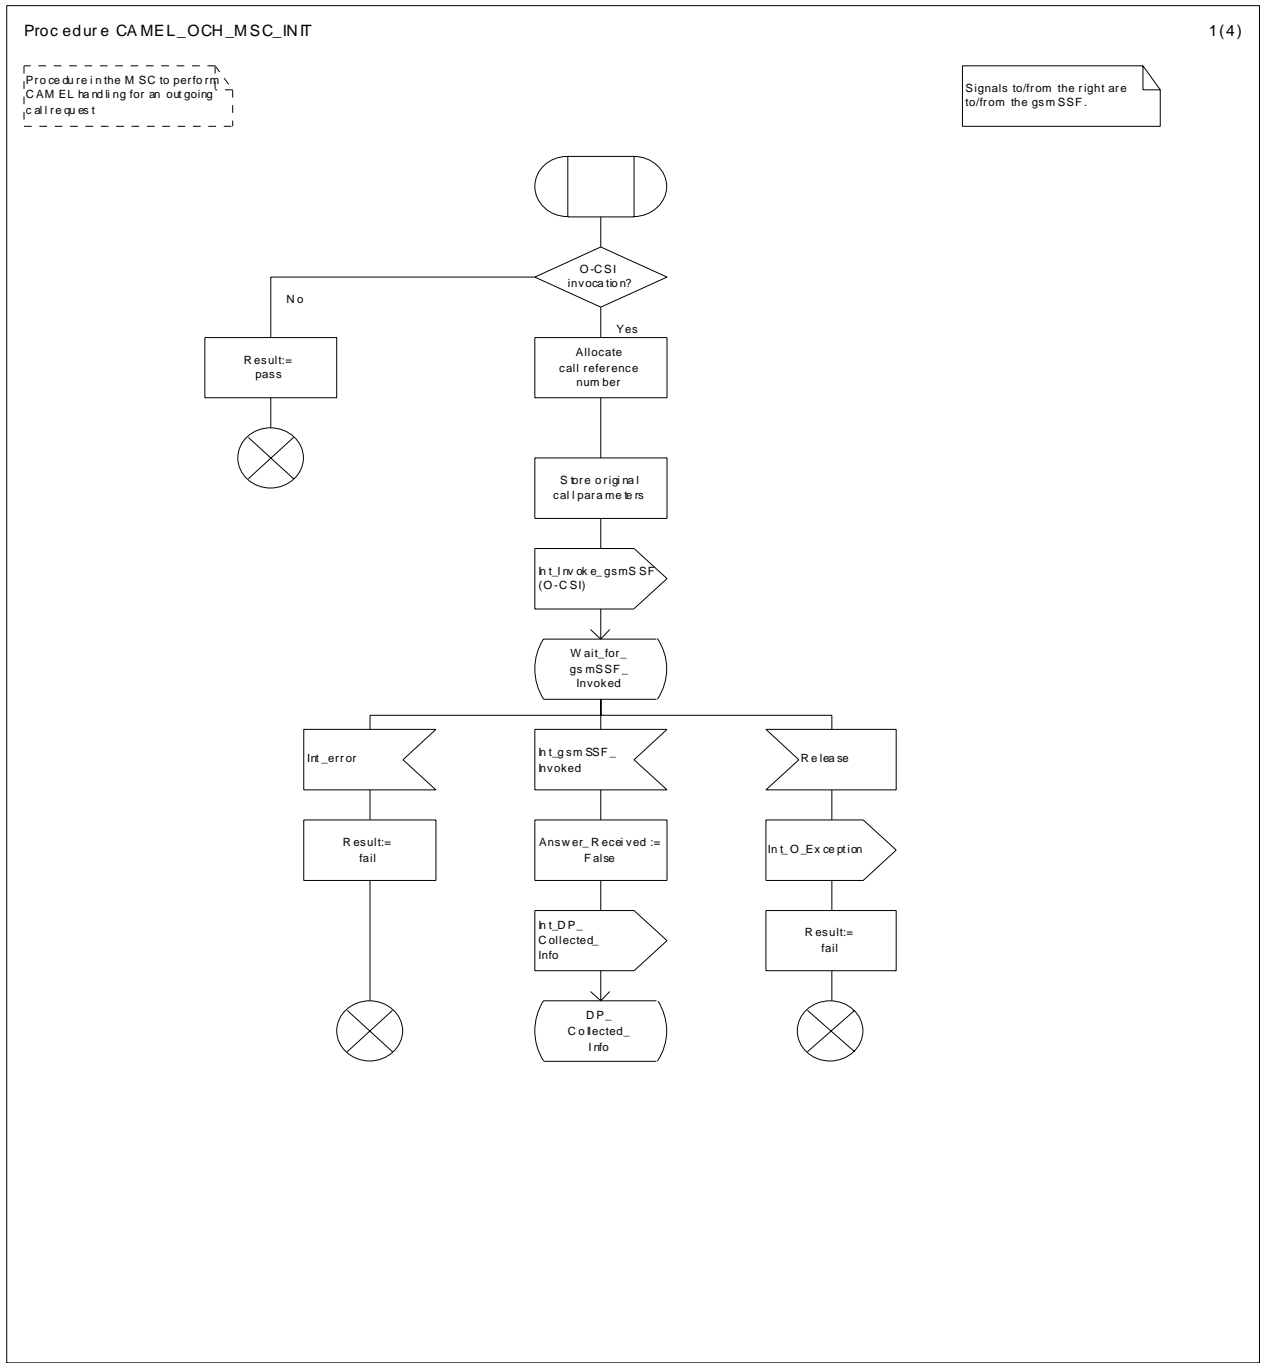 Procedure CAMEL_OCH_MSC_INIT
1(4)
Procedure in the MSC to perform
CAMEL handling for an outgoing
call request
Signals to/from the right are
to/from the gsmSSF.
O-CSI
invocation?
No
Yes
Result:=
pass
Allocate
call reference
number
Store original
call parameters
Int_Invoke_gsmSSF
(O-CSI)
Wait_for_
gsmSSF_
Invoked
Int_error
Int_gsmSSF_
Invoked
Release
Result:=
fail
Answer_Received :=
False
Int_O_Exception
Int_DP_
Collected_
Info
Result:=
fail
DP_
Collected_
Info